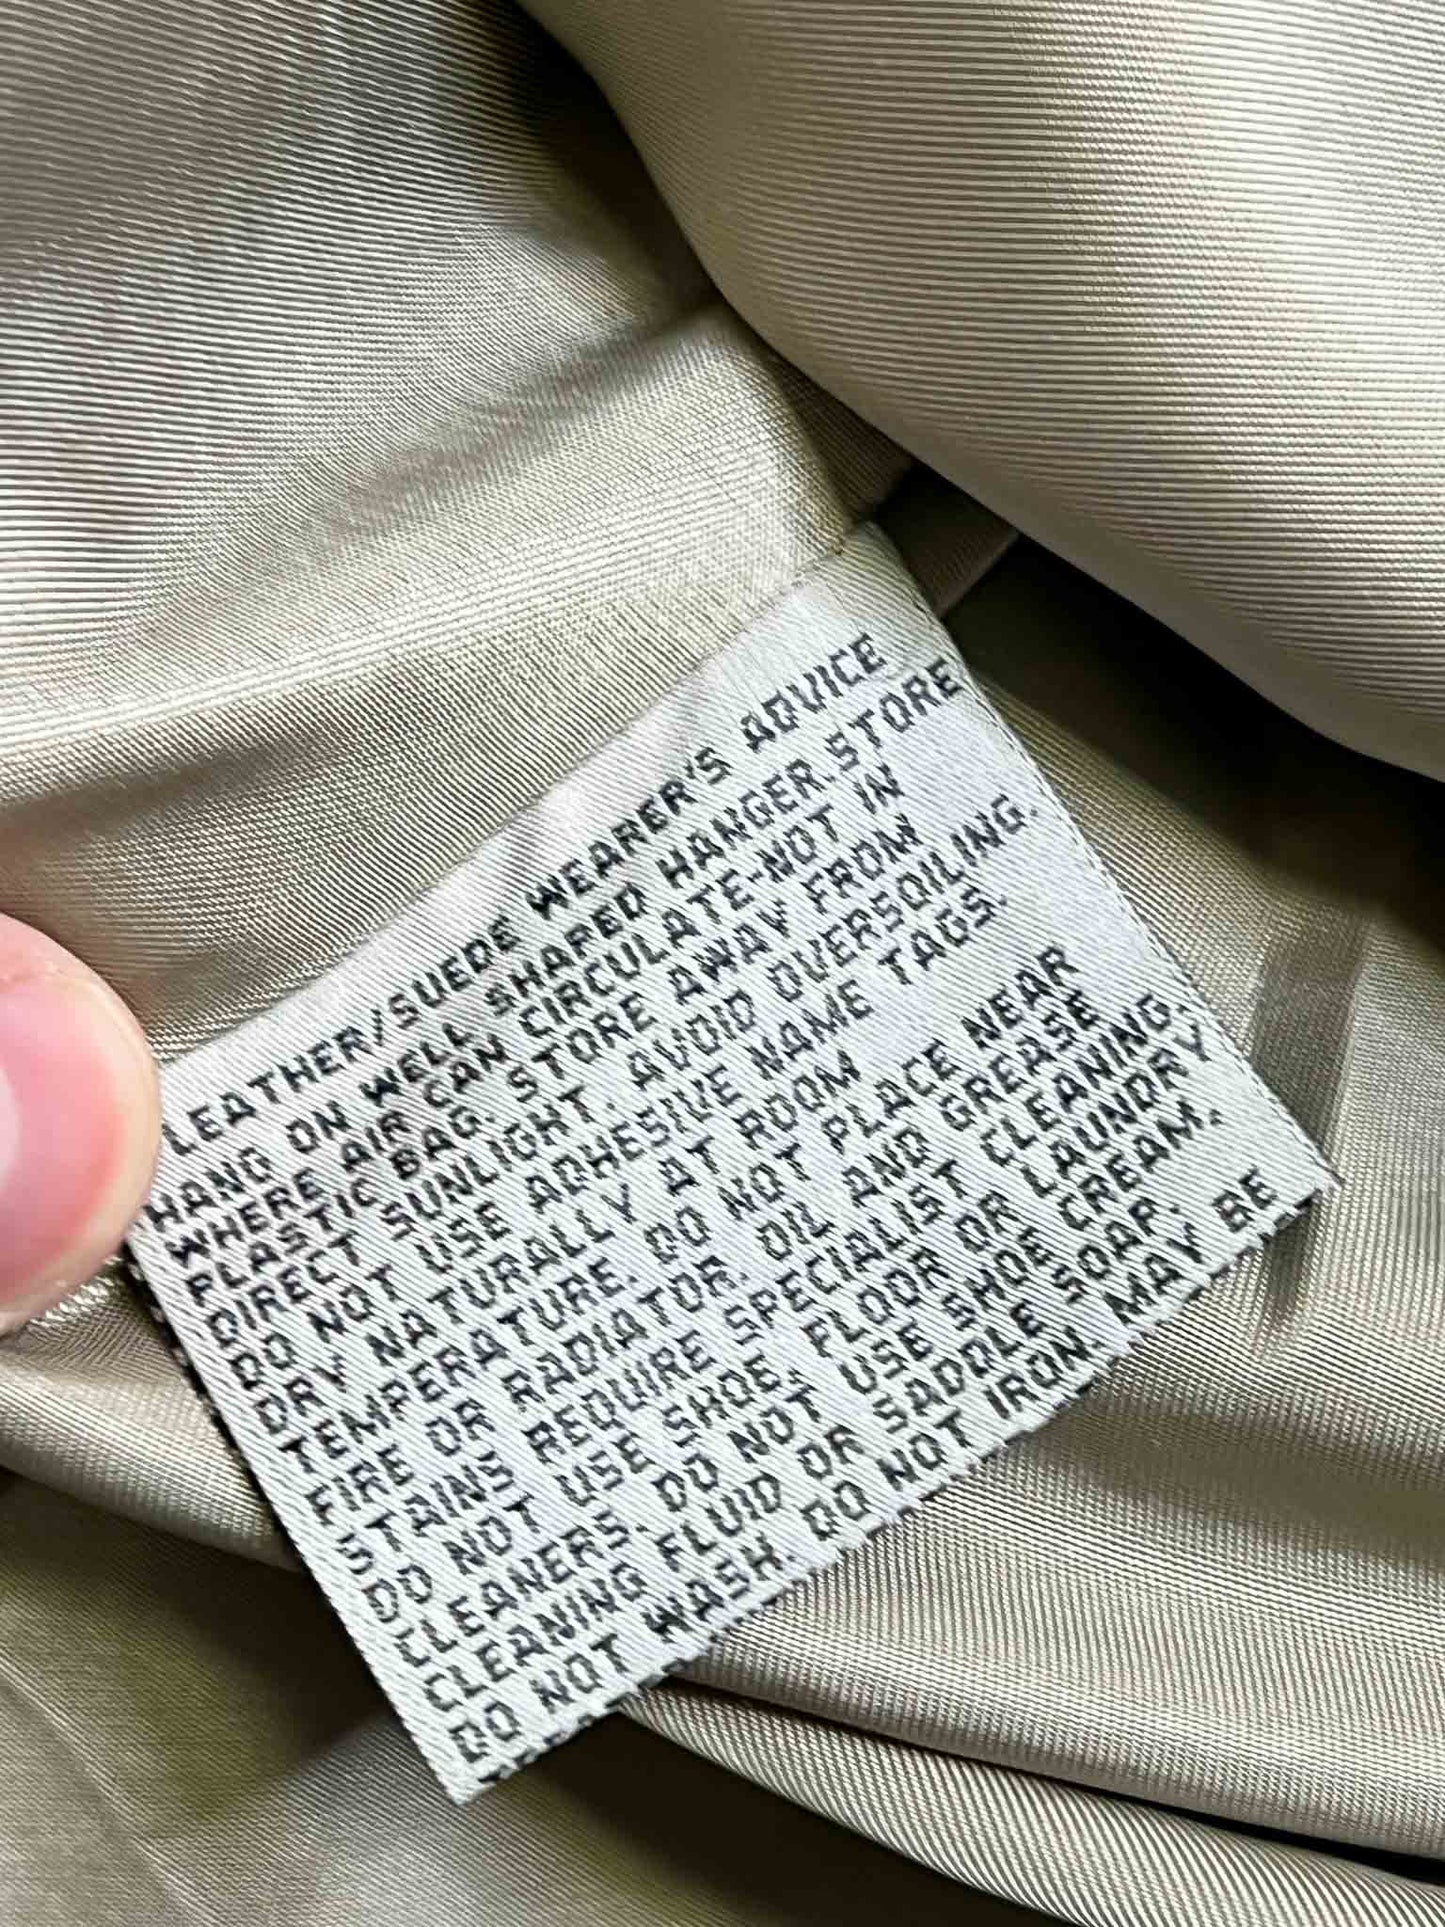 LEATHER/SUEDE WEARER'S ADVICE
HANG ON WELL SHAPED HANGER. STORE
WHERE AIR CAN CIRCULATE-NOT IN
PLASTIC BAG. STORE AWAY FROM
DIRECT SUNLIGHT. AVOID OVERSOILING.
DO NOT USE ADHESIVE NAME TAGS.
DRY NATURALLY AT ROOM
TEMPERATURE. DO NOT PLACE NEAR
FIRE OR RADIATOR. OIL AND GREASE
STAINS REQUIRE SPECIALIST CLEANING.
DO NOT USE SHOE, FLOOR OR LAUNDRY
CLEANERS. DO NOT USE SHOE CREAM.
CLEANING FLUID OR SADDLE SOAP.
DO NOT WASH. DO NOT IRON. MAY BE